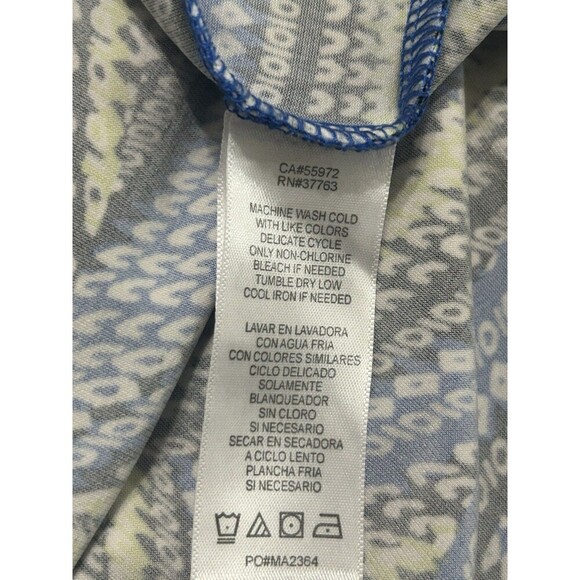 CA#55972
RN#37763
MACHINE WASH COLD
WITH LIKE COLORS
DELICATE CYCLE
ONLY NON-CHLORINE
BLEACH IF NEEDED
TUMBLE DRY LOW
COOL IRON IF NEEDED
LAVAR EN LAVADORA
CON AGUA FRIA
CON COLORES SIMILARES
CICLO DELICADO
SOLAMENTE
BLANQUEADOR
SIN CLORO
SI NECESARIO
SECAR EN SECADORA
A CICLO LENTO
PLANCHA FRIA
SI NECESARIO
PO#MA2364